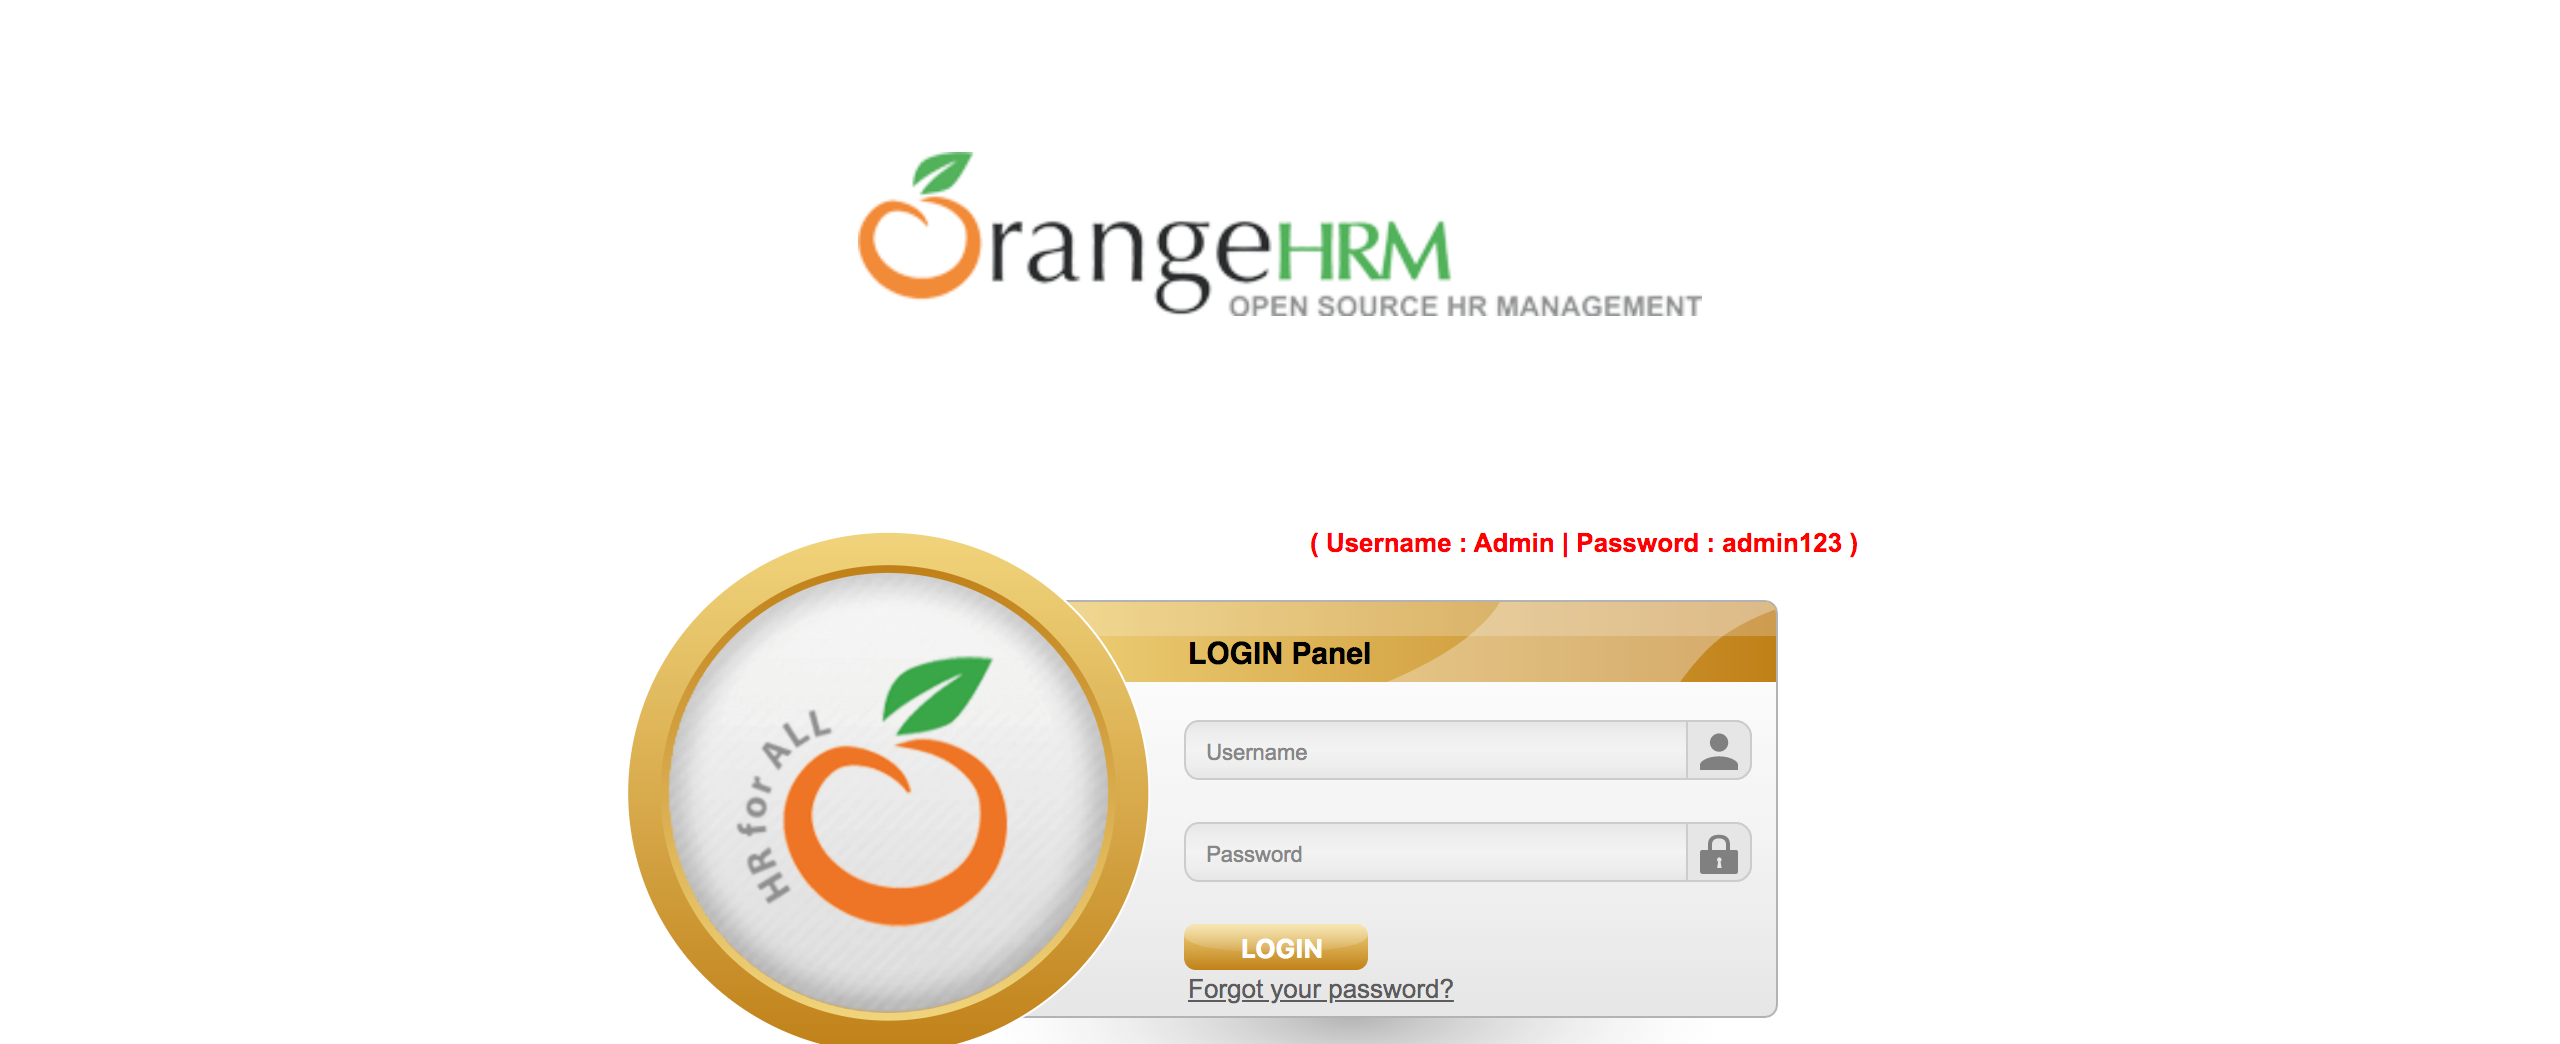 OrangeHRM
OPEN SOURCE HR MANAGEMENT
( Username : Admin | Password : admin123 )
HR for ALL
LOGIN Panel
Username
Password
LOGIN
Forgot your password?